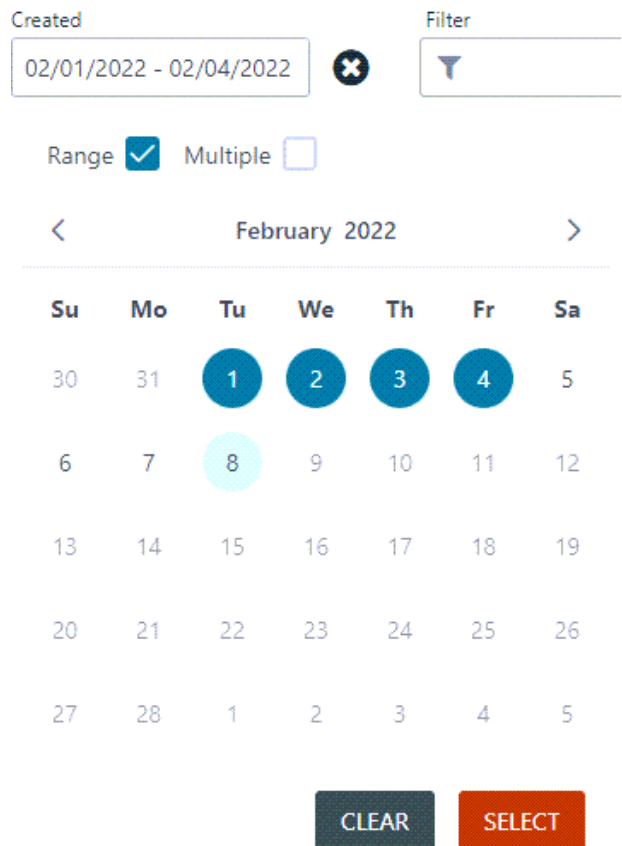 Created Filter
02/01/2022 - 02/04/2022
Range Multiple
February 2022
Su Mo Tu We Th Fr Sa
30 31 1 2 3 4 5
6 7 8 9 10 11 12
13 14 15 16 17 18 19
20 21 22 23 24 25 26
27 28 1 2 3 4 5
CLEAR SELECT